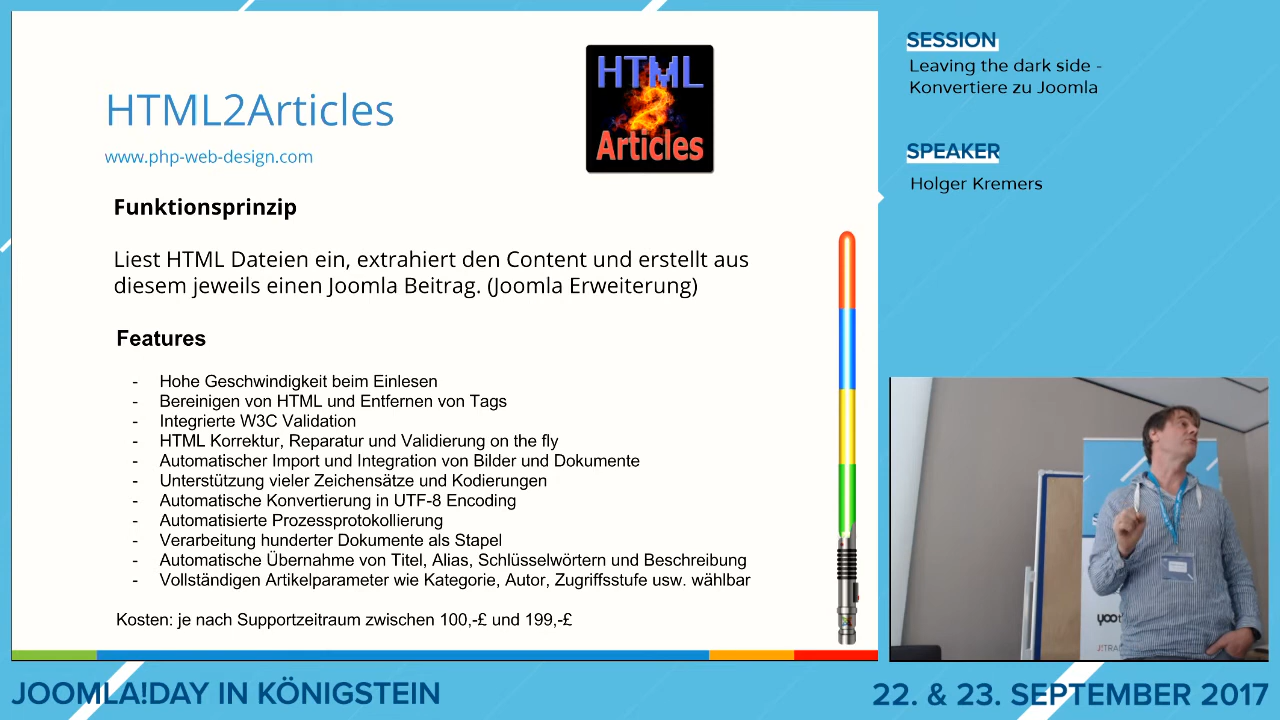 HTML2Articles
www.php-web-design.com
HTML
2
Articles
Funktionsprinzip
Liest HTML Dateien ein, extrahiert den Content und erstellt aus
diesem jeweils einen Joomla Beitrag. (Joomla Erweiterung)
Features
- Hohe Geschwindigkeit beim Einlesen
- Bereinigen von HTML und Entfernen von Tags
- Integrierte W3C Validation
- HTML Korrektur, Reparatur und Validierung on the fly
- Automatischer Import und Integration von Bilder und Dokumente
- Unterstützung vieler Zeichensätze und Kodierungen
- Automatische Konvertierung in UTF-8 Encoding
- Automatisierte Prozessprotokollierung
- Verarbeitung hunderter Dokumente als Stapel
- Automatische Übernahme von Titel, Alias, Schlüsselwörtern und Beschreibung
- Vollständigen Artikelparameter wie Kategorie, Autor, Zugriffsstufe usw. wählbar
Kosten: je nach Supportzeitraum zwischen 100,-£ und 199,-£
SESSION
Leaving the dark side -
Konvertiere zu Joomla
SPEAKER
Holger Kremers
JOOMLA!DAY IN KÖNIGSTEIN
22. & 23. SEPTEMBER 2017